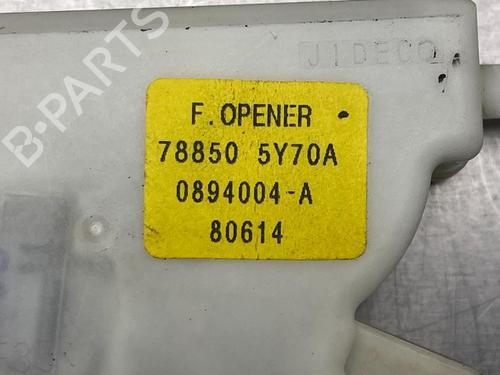 B-PARTS
JIDECO
F. OPENER
78850 5Y70A
0894004-A
80614